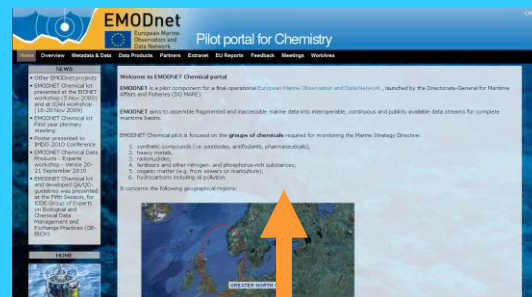 EMODnet
European Marine
Observation and
Data Network
Pilot portal for Chemistry
Home Overview Metadata & Data Data Products Partners Extranet EU Reports Feedback Meetings WorkArea
NEWS
• Other EMODnet projects
• EMODNET Chemical lot
presented at the BIONET
workshop (5 Nov 2009)
and at ICAN workshop
(16-20 Nov 2009)
• EMODNET Chemical lot
First year plennary
meeting
• Poster presented to
IMDIS 2010 Conference
• EMODNET Chemical Data
Products - Experts
workshop - Venice 20-
21 September 2010
• EMODNET Chemical lot
and developed QA/QC-
guidelines was presented
at the Fifth Session, for
IODE Group of Experts
on Biological and
Chemical Data
Management and
Exchange Practices (GE-
BICH)
HOME
Welcome to EMODNET Chemical portal
EMODNET is a pilot component for a final operational European Marine Observation and Data Network , launched by the Directorate-General for Maritime
Affairs and Fisheries (DG MARE).
EMODNET aims to assemble fragmented and inaccessible marine data into interoperable, continuous and publicly available data streams for complete
maritime basins.
EMODNET Chemical pilot is focused on the groups of chemicals required for monitoring the Marine Strategy Directive:
1. synthetic compounds (i.e. pesticides, antifoulants, pharmaceuticals),
2. heavy metals,
3. radionuclides,
4. fertilisers and other nitrogen- and phosphorus-rich substances,
5. organic matter (e.g. from sewers or mariculture),
6. hydrocarbons including oil pollution.
It concerns the following geographical regions:
GREATER NORTH